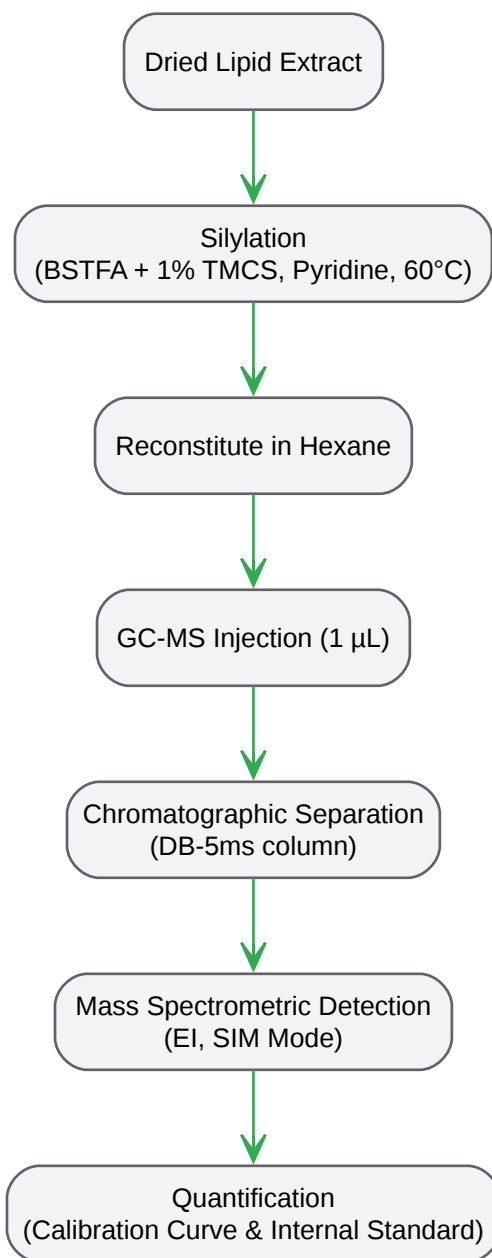 Dried Lipid Extract
Silylation
(BSTFA + 1% TMCS, Pyridine, 60°C)
Reconstitute in Hexane
GC-MS Injection (1 µL)
Chromatographic Separation
(DB-5ms column)
Mass Spectrometric Detection
(EI, SIM Mode)
Quantification
(Calibration Curve & Internal Standard)